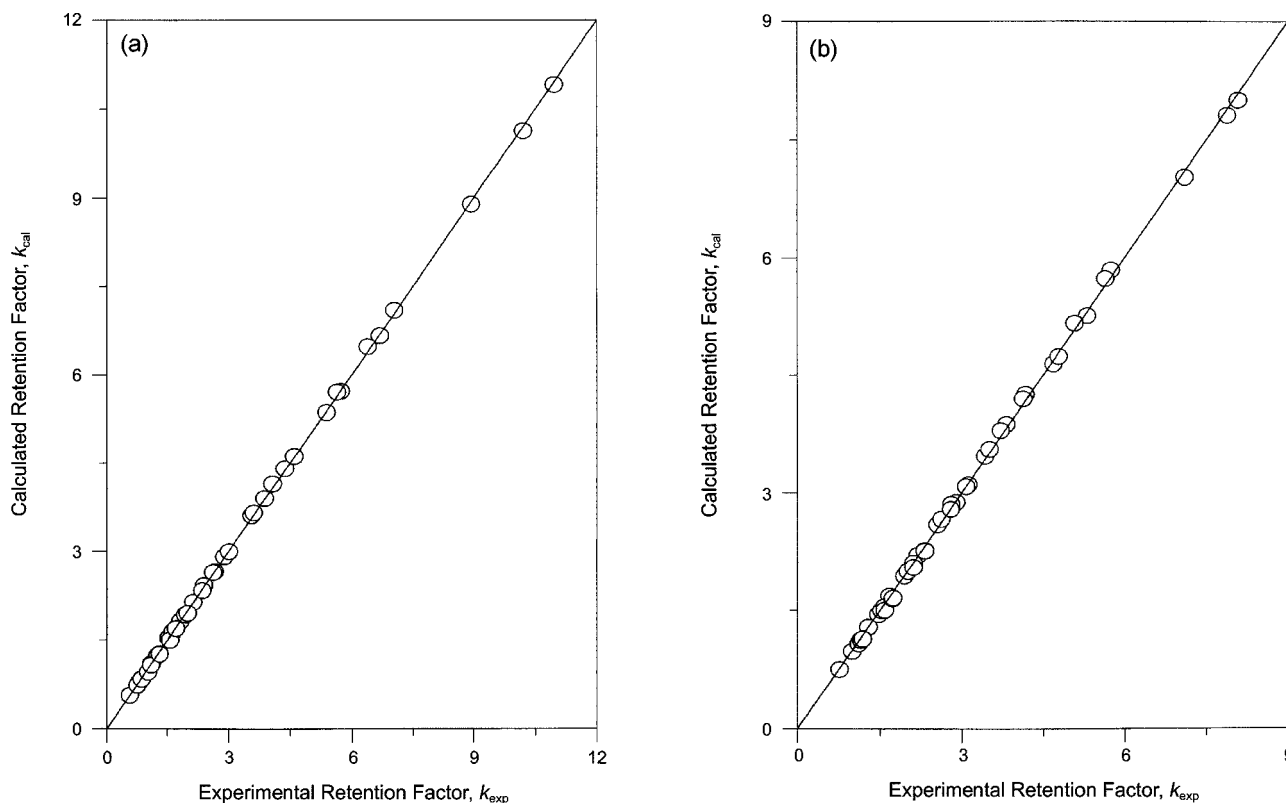 (a)
12
9
6
3
0
Calculated Retention Factor, kcal
0 3 6 9 12
Experimental Retention Factor, kexp
(b)
9
6
3
0
Calculated Retention Factor, kcal
0 3 6 9
Experimental Retention Factor, kexp